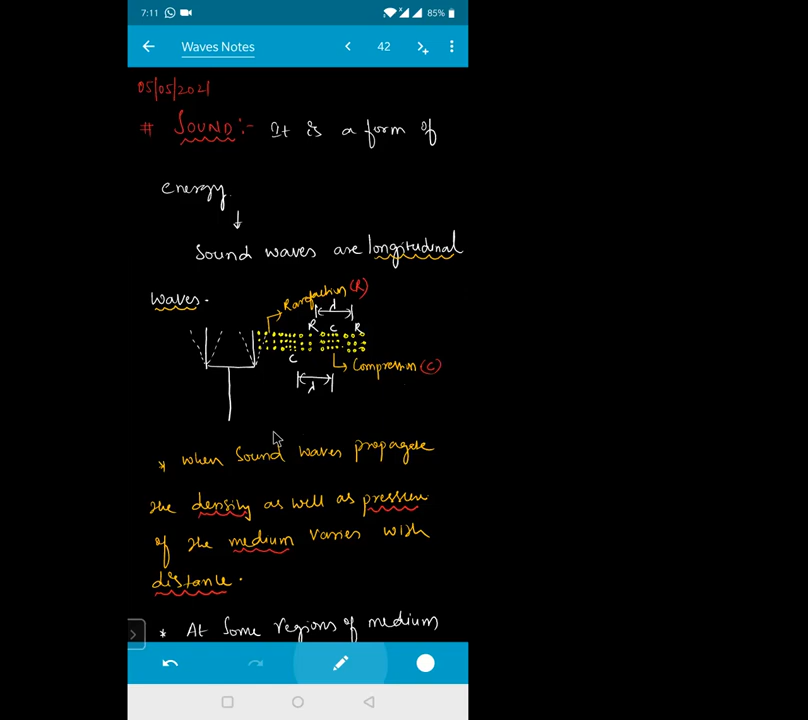 7:11 85%
Waves Notes 42
05/05/2021
# SOUND:- It is a form of
energy.
Sound waves are longitudinal
waves.
Rarefaction (R)
λ
R C R
C
Compression (C)
λ
* When Sound waves propagate
the density as well as pressure
of the medium varies with
distance.
* At Some regions of medium